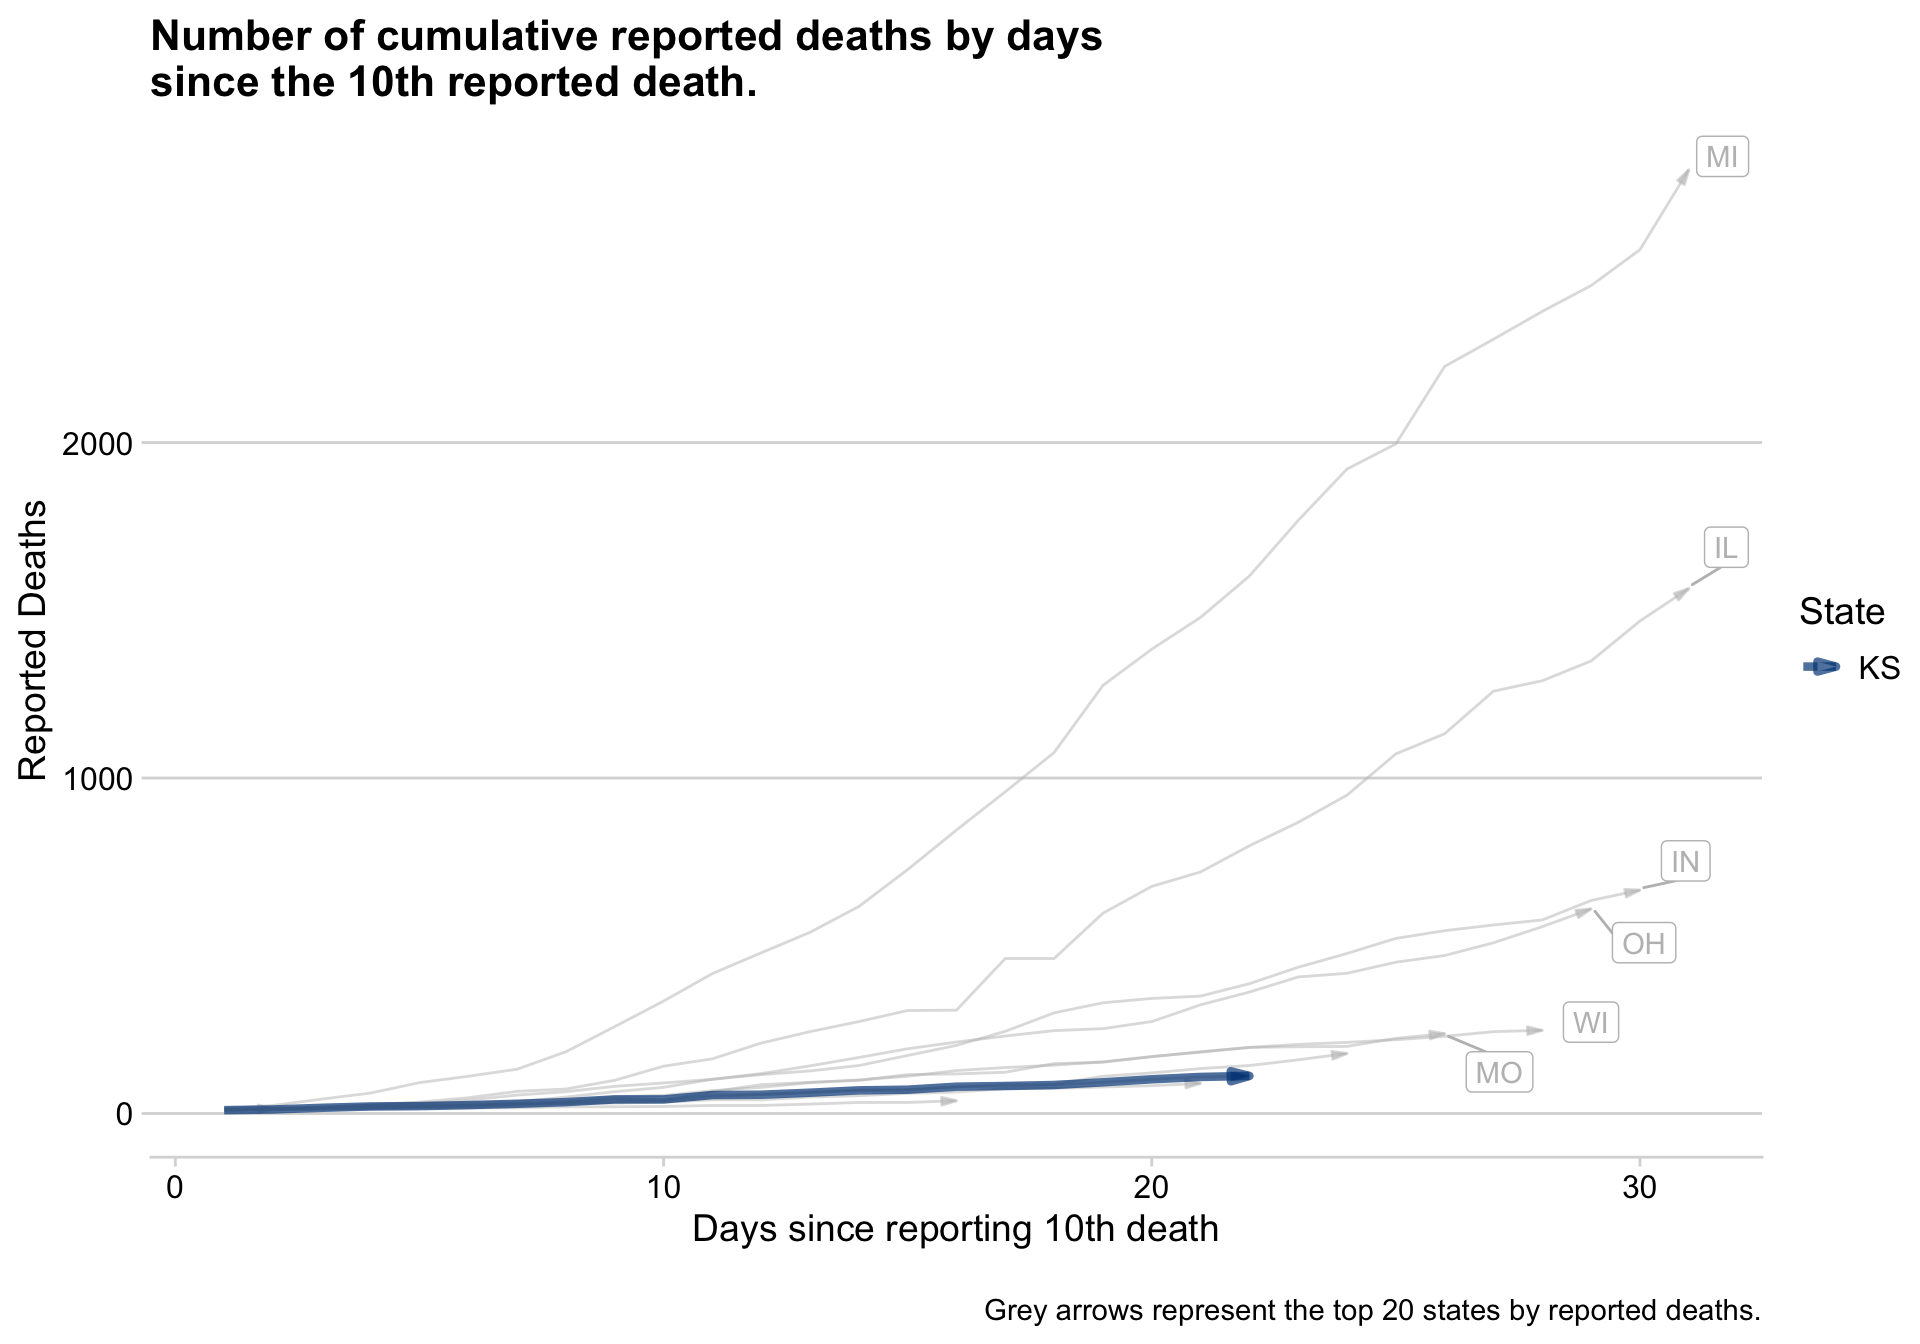 Number of cumulative reported deaths by days
since the 10th reported death.
MI
2000
IL
Reported Deaths
State
KS
1000
IN
OH
WI
MO
0
0 10 20 30
Days since reporting 10th death
Grey arrows represent the top 20 states by reported deaths.